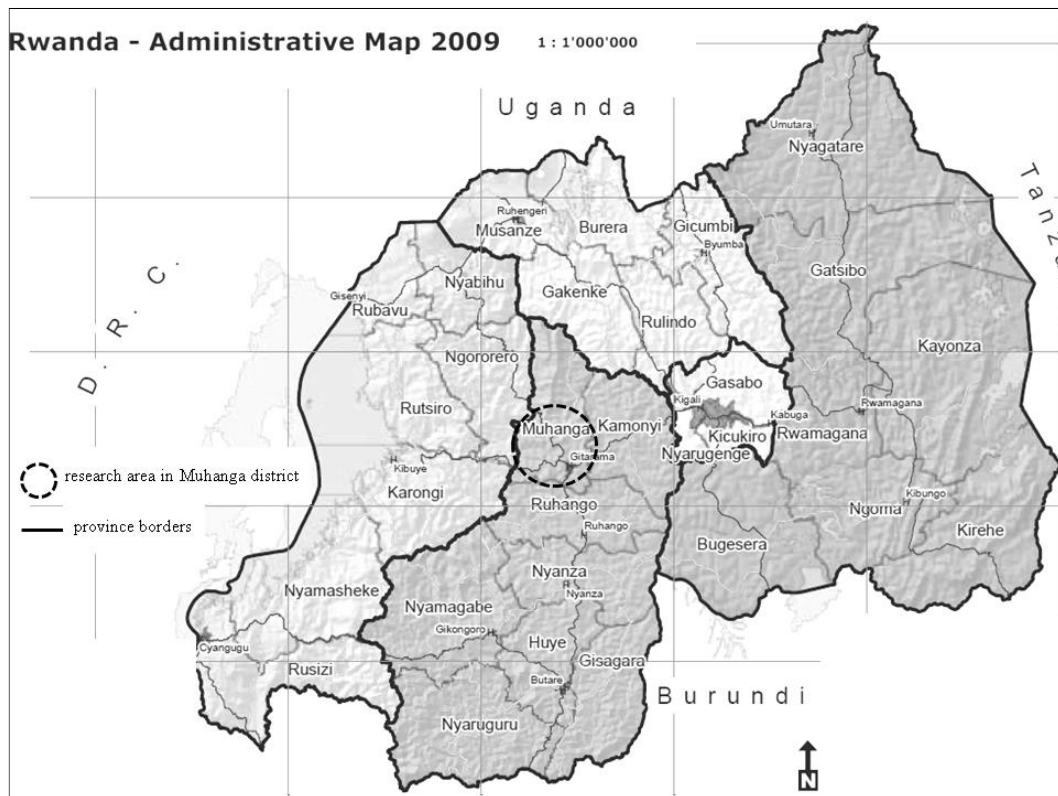 Rwanda - Administrative Map 2009 1 : 1'000'000
Uganda
Umutara
Nyagatare
Tanz
Ruhengeri
Musanze
Burera
Gicumbi
Byumba
D. R. C.
Nyabihu
Gatsibo
Gisenyi
Rubavu
Gakenke
Rulindo
Kayonza
Ngororero
Gasabo
Rutsiro
Kigali
Rwamagana
Muhanga
Kamonyi
Kabuga
Kicukiro
Rwamagana
Nyarugenge
Gitarama
Kibuye
research area in Muhanga district
Karongi
Kibungo
Ruhango
Ngoma
province borders
Ruhango
Kirehe
Bugesera
Nyanza
Nyamasheke
Nyanza
Nyamagabe
Gikongoro
Huye
Cyangugu
Gisagara
Rusizi
Butare
Burundi
Nyaruguru
N